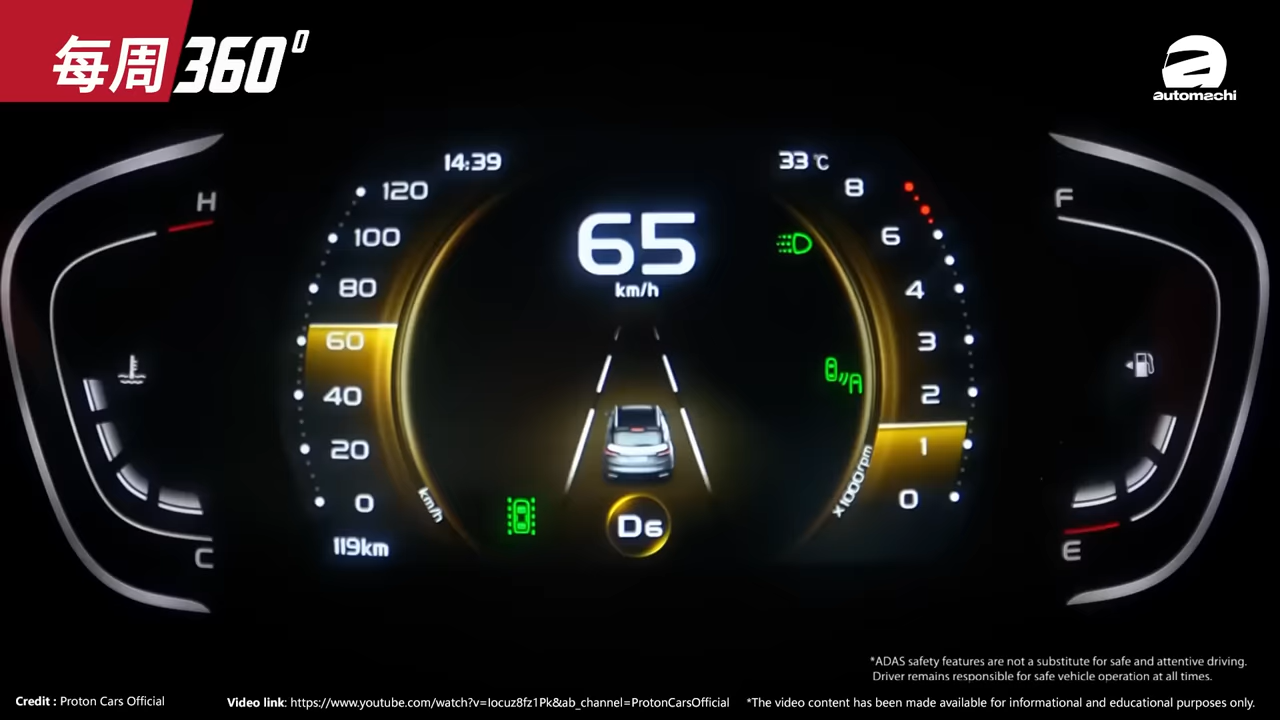 每周360°
automachi
14:39
33℃
H
120
100
80
60
40
20
0
km/h
119km
C
65
km/h
D6
8
6
4
3
2
1
0
x1000rpm
F
E
*ADAS safety features are not a substitute for safe and attentive driving.
Driver remains responsible for safe vehicle operation at all times.
Credit : Proton Cars Official
Video link: https://www.youtube.com/watch?v=Iocuz8fz1Pk&ab_channel=ProtonCarsOfficial
*The video content has been made available for informational and educational purposes only.